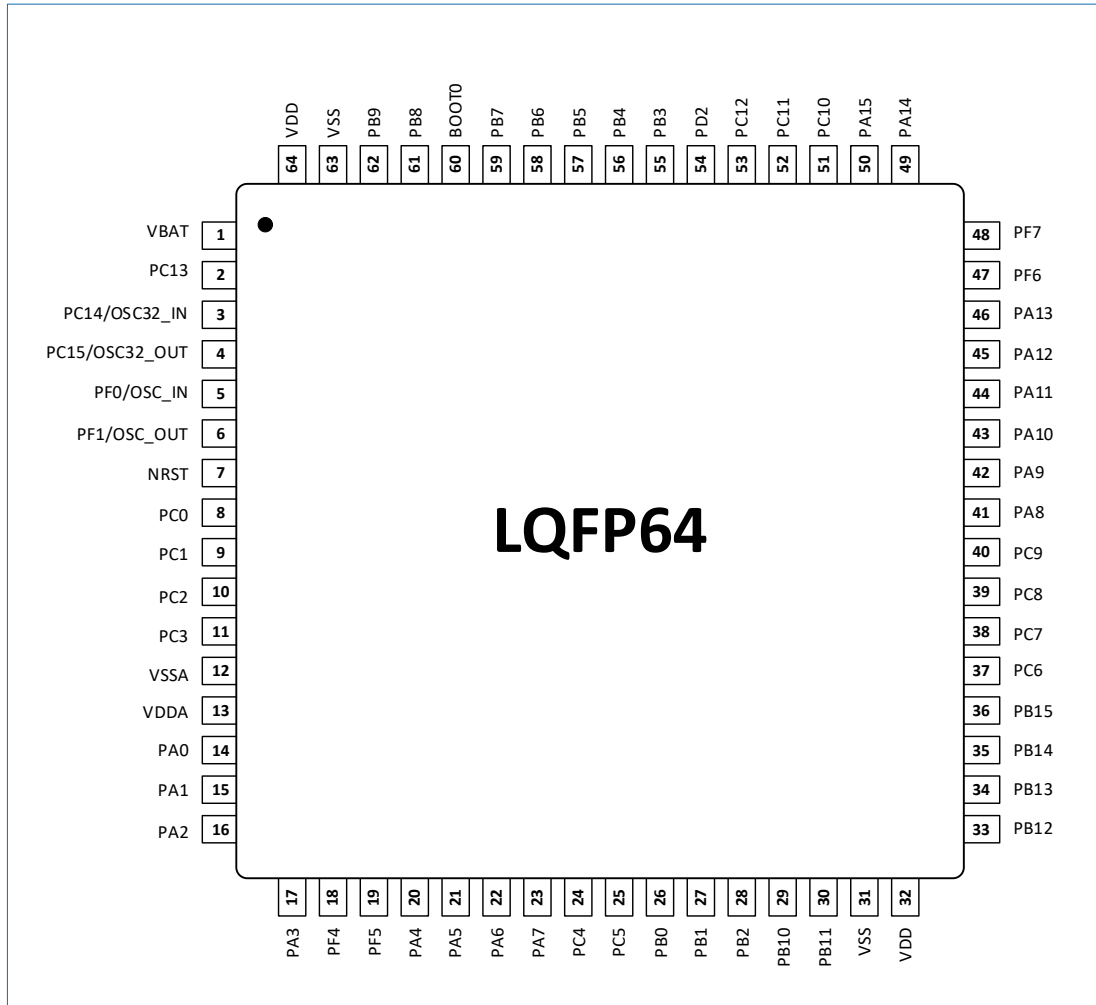 VDD VSS PB9 PB8 BOOT0 PB7 PB6 PB5 PB4 PB3 PD2 PC12 PC11 PC10 PA15 PA14
64 63 62 61 60 59 58 57 56 55 54 53 52 51 50 49
VBAT 1 48 PF7
PC13 2 47 PF6
PC14/OSC32_IN 3 46 PA13
PC15/OSC32_OUT 4 45 PA12
PF0/OSC_IN 5 44 PA11
PF1/OSC_OUT 6 43 PA10
NRST 7 42 PA9
PC0 8 41 PA8
LQFP64
PC1 9 40 PC9
PC2 10 39 PC8
PC3 11 38 PC7
VSSA 12 37 PC6
VDDA 13 36 PB15
PA0 14 35 PB14
PA1 15 34 PB13
PA2 16 33 PB12
17 18 19 20 21 22 23 24 25 26 27 28 29 30 31 32
PA3 PF4 PF5 PA4 PA5 PA6 PA7 PC4 PC5 PB0 PB1 PB2 PB10 PB11 VSS VDD